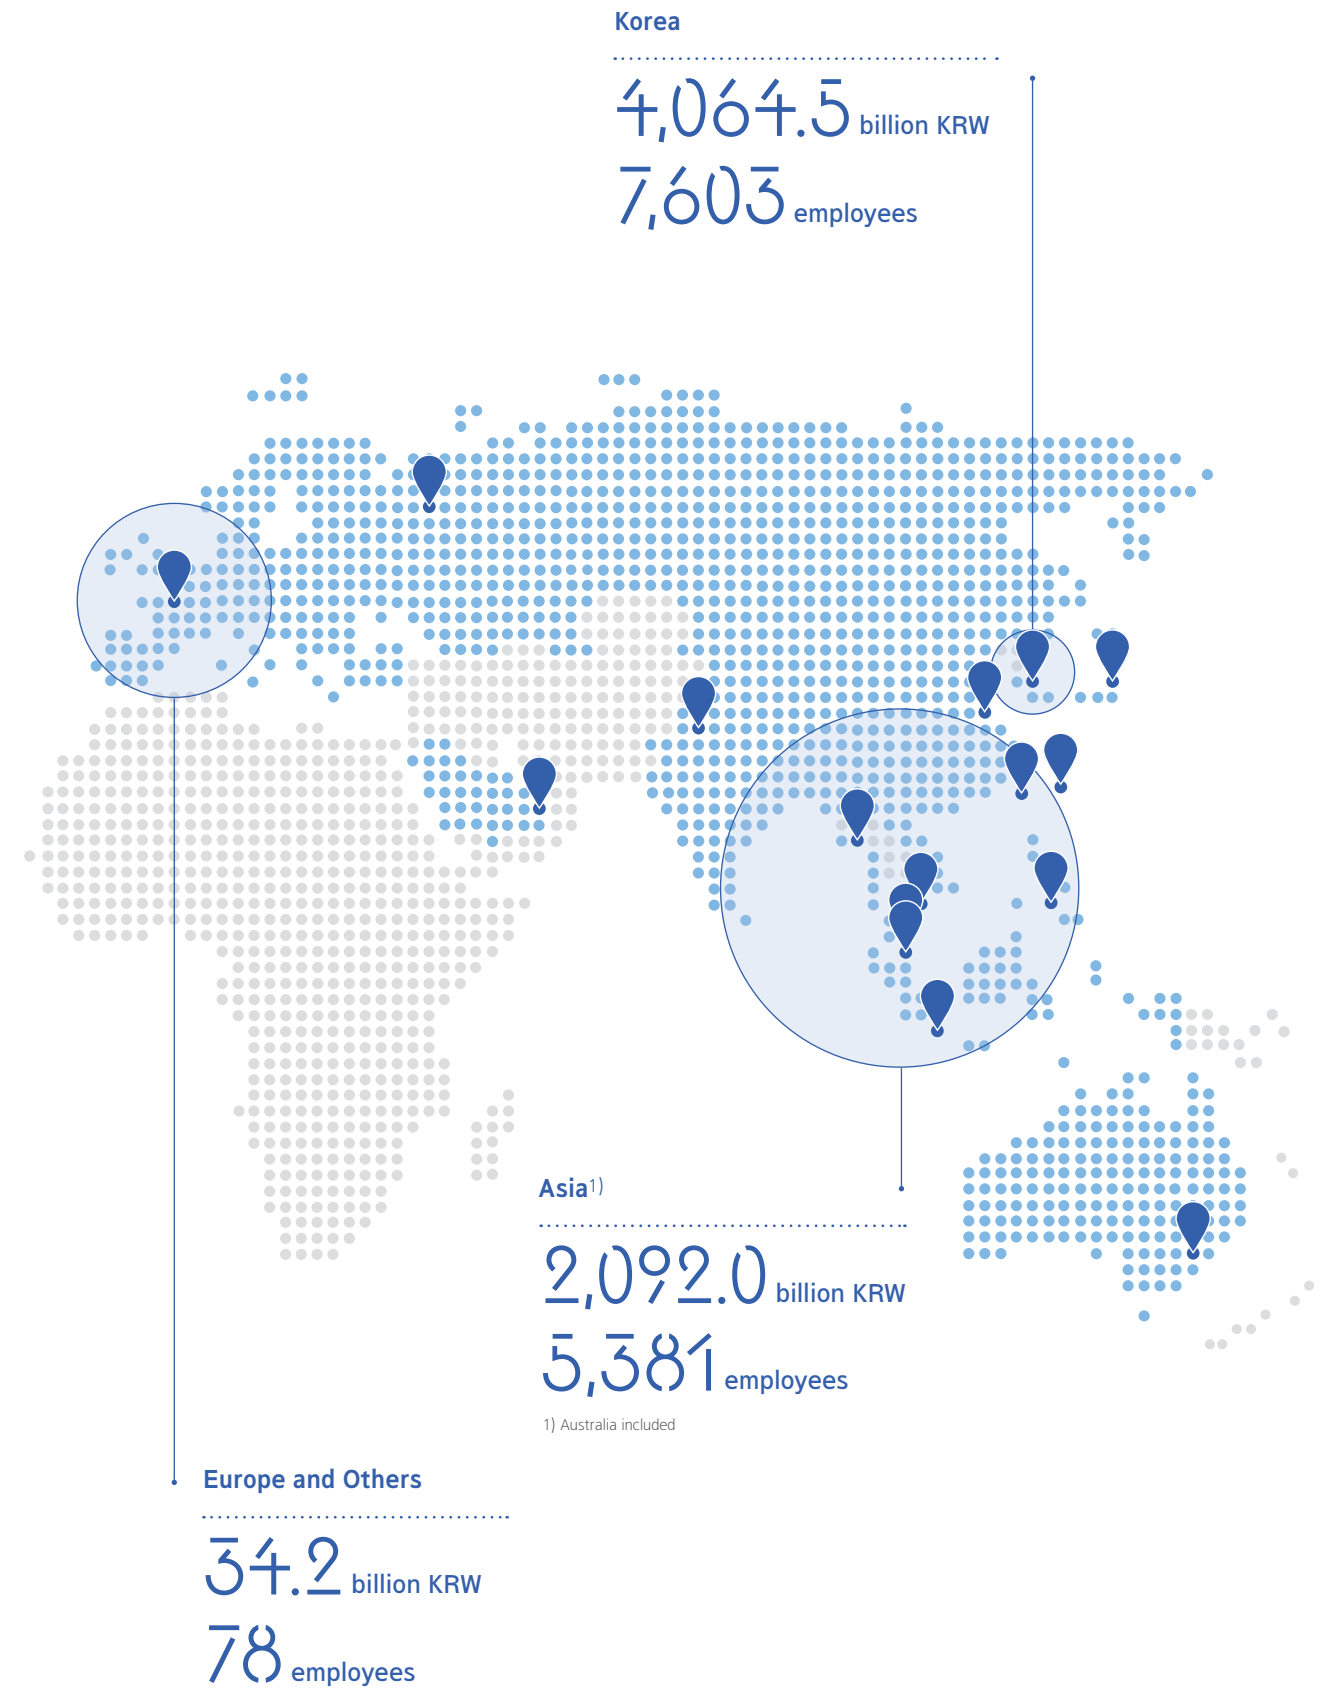 Korea
4,064.5 billion KRW
7,603 employees
Asia1)
2,092.0 billion KRW
5,381 employees
1) Australia included
Europe and Others
34.2 billion KRW
78 employees